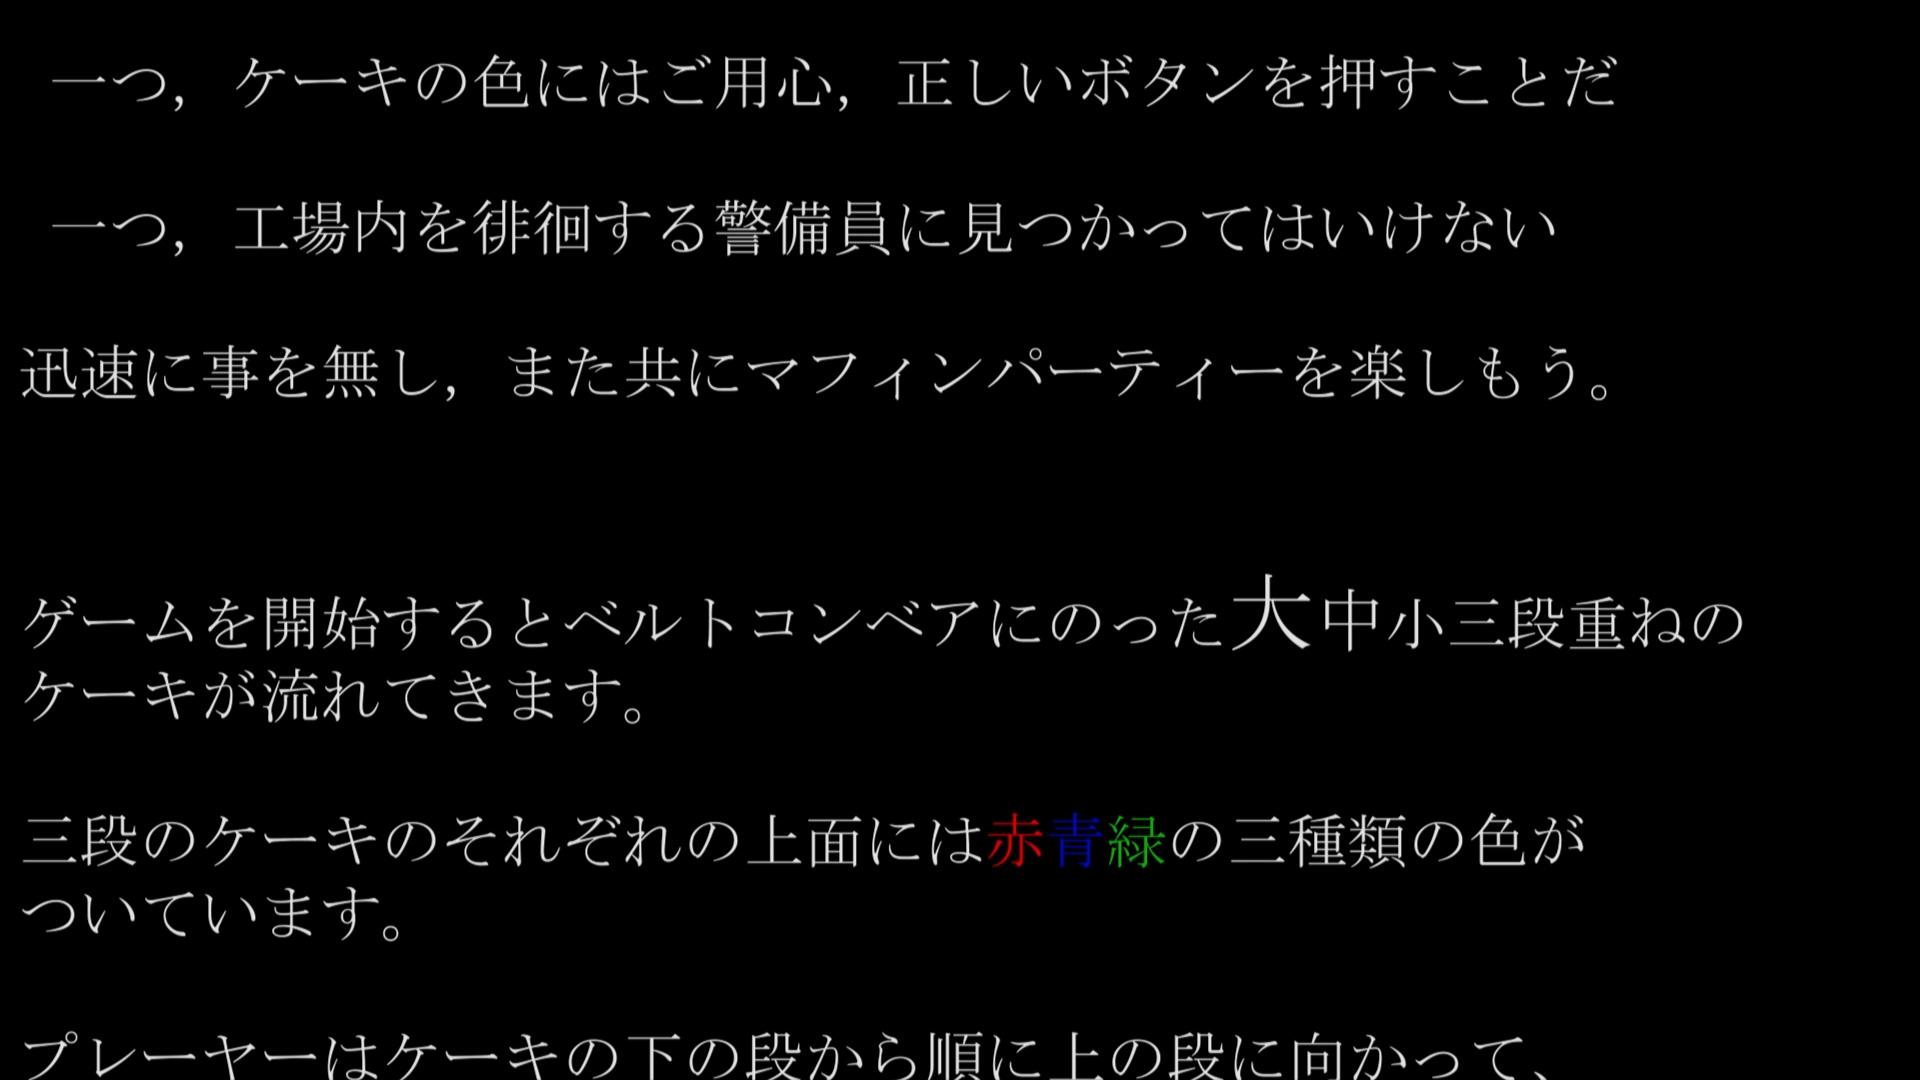 一つ，ケーキの色にはご用心，正しいボタンを押すことだ
一つ，工場内を徘徊する警備員に見つかってはいけない
迅速に事を無し，また共にマフィンパーティーを楽しもう。
ゲームを開始するとベルトコンベアにのった大中小三段重ねの
ケーキが流れてきます。
三段のケーキのそれぞれの上面には赤青緑の三種類の色が
ついています。
プレーヤーはケーキの下の段から順に上の段に向かって、